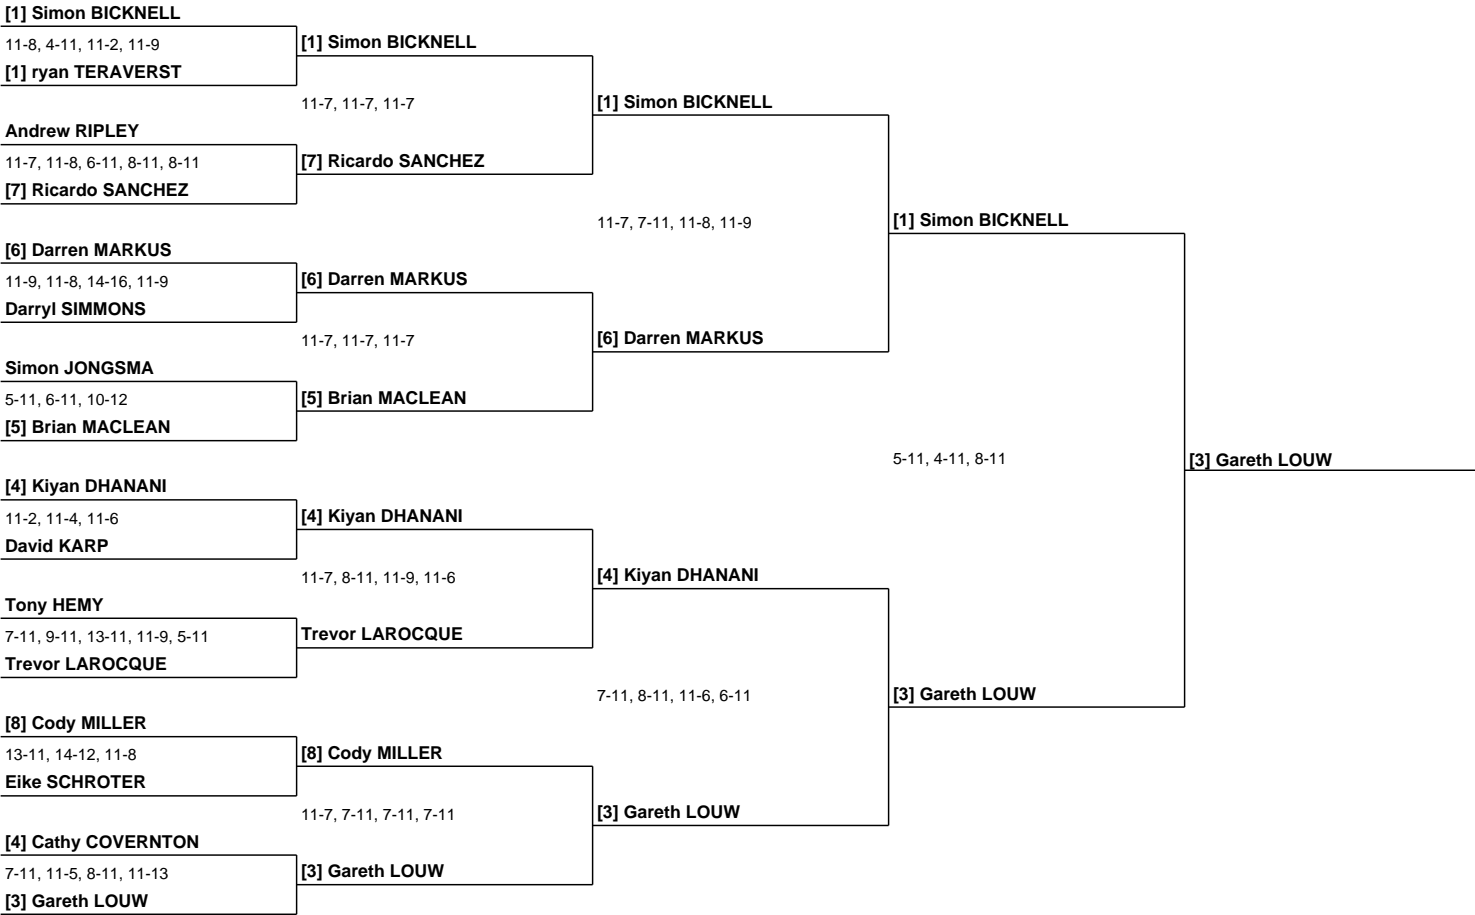 [1] Simon BICKNELL
11-8, 4-11, 11-2, 11-9
[1] Simon BICKNELL
[1] ryan TERAVERST
11-7, 11-7, 11-7
[1] Simon BICKNELL
Andrew RIPLEY
11-7, 11-8, 6-11, 8-11, 8-11
[7] Ricardo SANCHEZ
[7] Ricardo SANCHEZ
11-7, 7-11, 11-8, 11-9
[1] Simon BICKNELL
[6] Darren MARKUS
11-9, 11-8, 14-16, 11-9
[6] Darren MARKUS
Darryl SIMMONS
11-7, 11-7, 11-7
[6] Darren MARKUS
Simon JONGSMA
5-11, 6-11, 10-12
[5] Brian MACLEAN
[5] Brian MACLEAN
5-11, 4-11, 8-11
[3] Gareth LOUW
[4] Kiyan DHANANI
11-2, 11-4, 11-6
[4] Kiyan DHANANI
David KARP
11-7, 8-11, 11-9, 11-6
[4] Kiyan DHANANI
Tony HEMY
7-11, 9-11, 13-11, 11-9, 5-11
Trevor LAROCQUE
Trevor LAROCQUE
7-11, 8-11, 11-6, 6-11
[3] Gareth LOUW
[8] Cody MILLER
13-11, 14-12, 11-8
[8] Cody MILLER
Eike SCHROTER
11-7, 7-11, 7-11, 7-11
[3] Gareth LOUW
[4] Cathy COVERNTON
7-11, 11-5, 8-11, 11-13
[3] Gareth LOUW
[3] Gareth LOUW